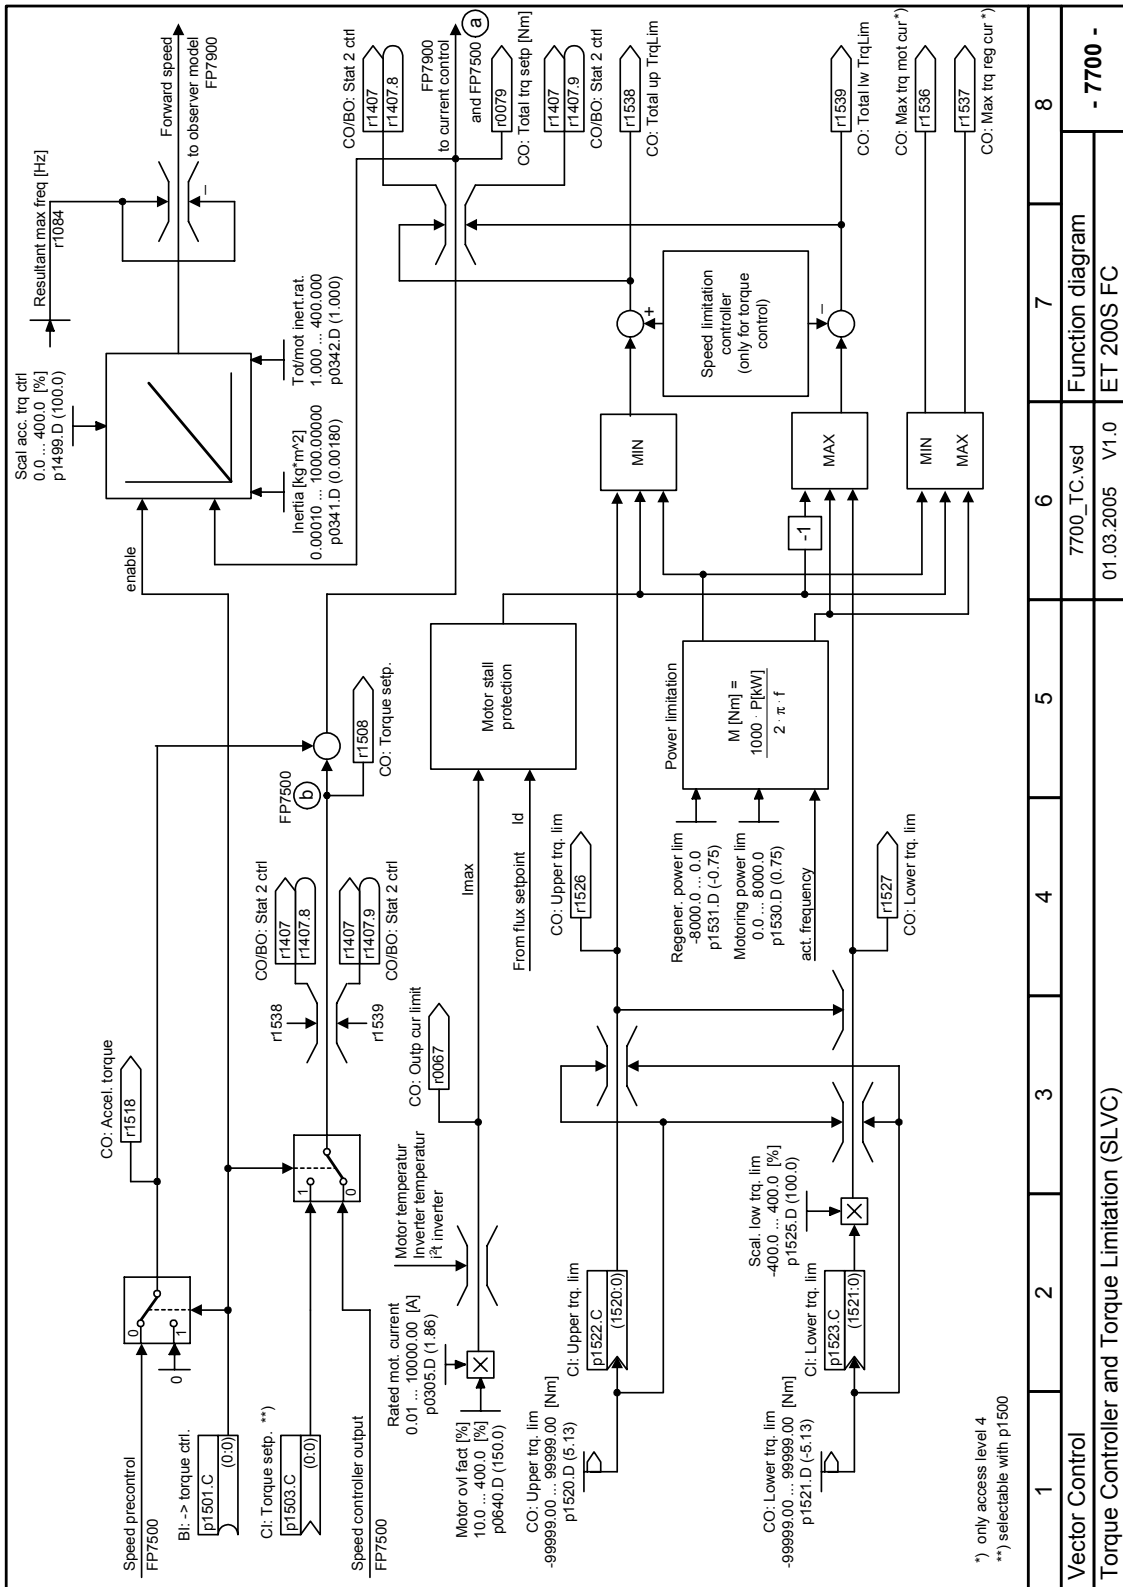 Speed precontrol
FP7500
0
1
0
CO: Accel. torque
r1518
BI: -> torque ctrl.
p1501.C
(0:0)
CI: Torque setp. **)
p1503.C
(0:0)
Speed controller output
FP7500
1
0
r1538
r1539
CO/BO: Stat 2 ctrl
r1407
r1407.8
r1407
r1407.9
CO/BO: Stat 2 ctrl
FP7500
b
r1508
CO: Torque setp.
enable
Scal acc. trq ctrl
0.0 ... 400.0 [%]
p1499.D (100.0)
Inertia [kg*m^2]
0.00010 ... 1000.00000
p0341.D (0.00180)
Tot/mot inert.rat.
1.000 ... 400.000
p0342.D (1.000)
Resultant max freq [Hz]
r1084
–
Forward speed
to observer model
FP7900
CO/BO: Stat 2 ctrl
r1407
r1407.8
FP7900
to current control
and FP7500
a
r0079
CO: Total trq setp [Nm]
r1407
r1407.9
CO/BO: Stat 2 ctrl
Motor ovl fact [%]
10.0 ... 400.0 [%]
p0640.D (150.0)
Rated mot. current
0.01 ... 10000.00 [A]
p0305.D (1.86)
Motor temperatur
Inverter temperatur
i²t inverter
CO: Outp cur limit
r0067
Imax
From flux setpoint
Id
Motor stall
protection
CO: Upper trq. lim
-99999.00 ... 99999.00 [Nm]
p1520.D (5.13)
CI: Upper trq. lim
p1522.C
(1520:0)
CO: Upper trq. lim
r1526
Regener. power lim
-8000.0 ... 0.0
p1531.D (-0.75)
Motoring power lim
0.0 ... 8000.0
p1530.D (0.75)
act. frequency
Power limitation
M [Nm] =
1000 · P[kW]
2 · π · f
CO: Lower trq. lim
-99999.00 ... 99999.00 [Nm]
p1521.D (-5.13)
CI: Lower trq. lim
p1523.C
(1521:0)
Scal. low trq. lim
-400.0 ... 400.0 [%]
p1525.D (100.0)
r1527
CO: Lower trq. lim
-1
MIN
MAX
MIN
MAX
+
–
Speed limitation
controller
(only for torque
control)
r1538
CO: Total up TrqLim
r1539
CO: Total lw TrqLim
CO: Max trq mot cur*)
r1536
r1537
CO: Max trq reg cur *)
*) only access level 4
**) selectable with p1500
1 2 3 4 5 6 7 8
Vector Control
7700_TC.vsd
Function diagram
- 7700 -
Torque Controller and Torque Limitation (SLVC)
01.03.2005 V1.0
ET 200S FC